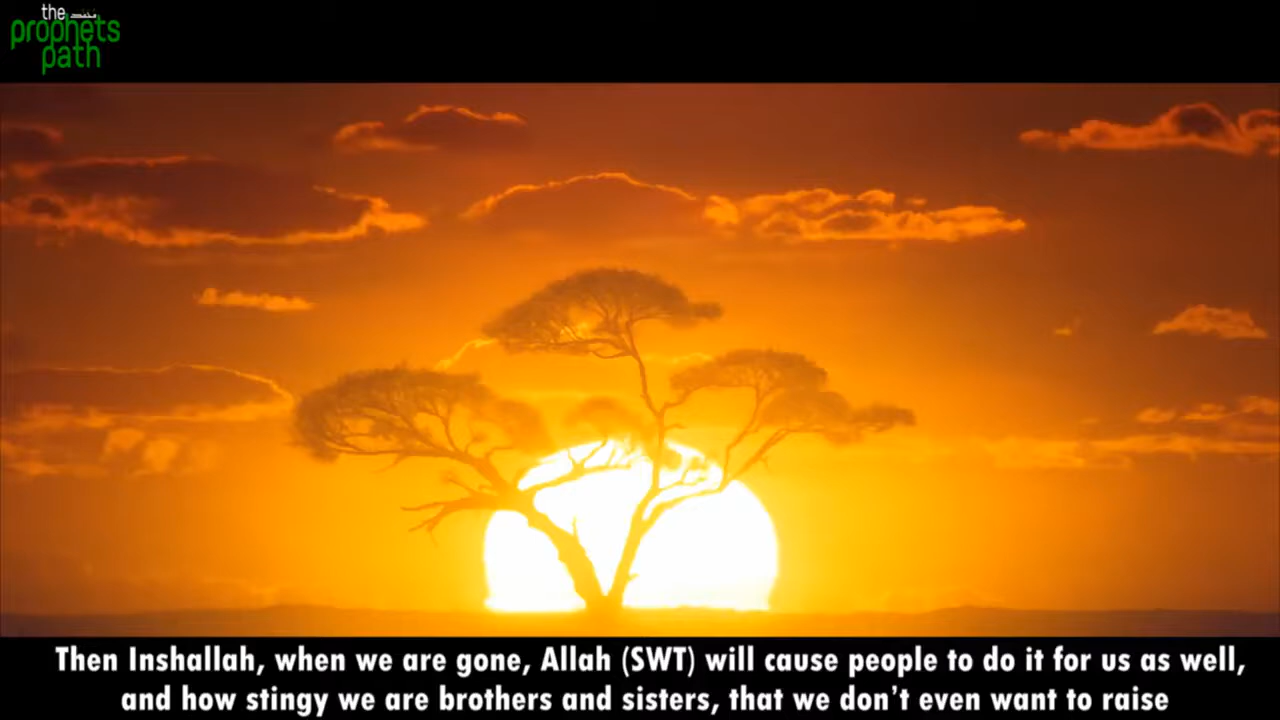 the محمد
prophets
path
Then Inshallah, when we are gone, Allah (SWT) will cause people to do it for us as well,
and how stingy we are brothers and sisters, that we don’t even want to raise